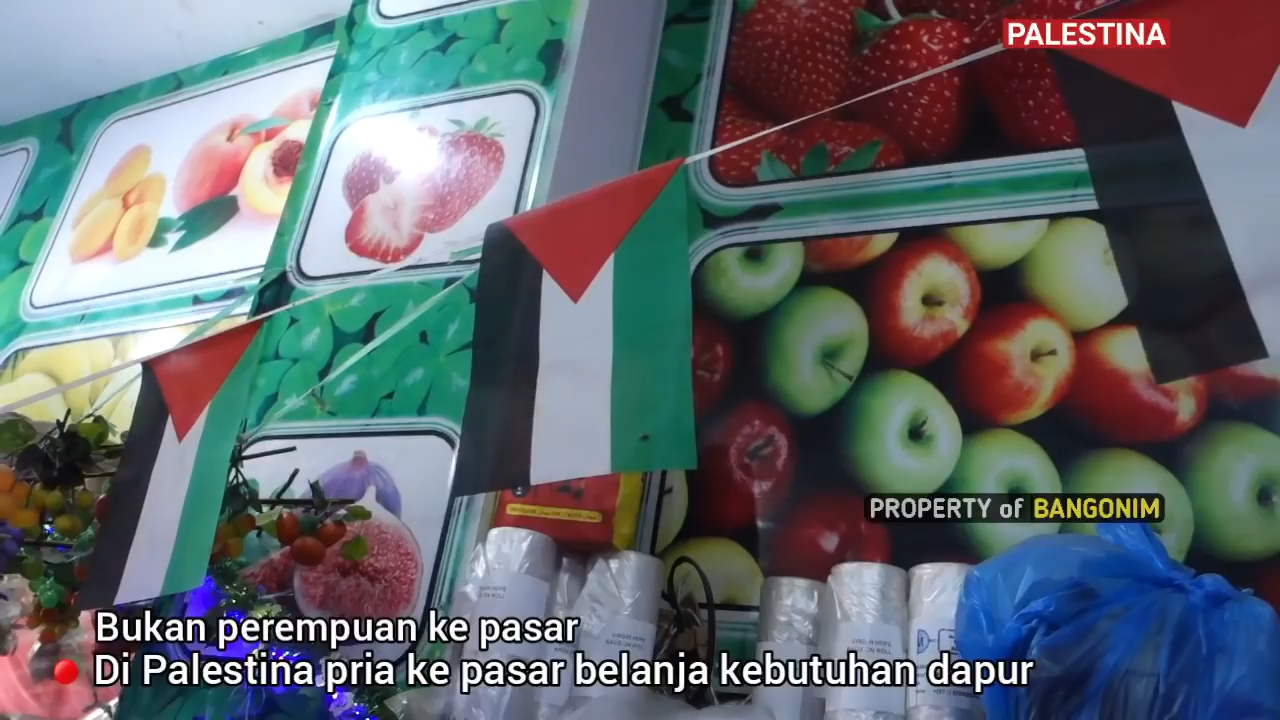 PALESTINA
PROPERTY of BANGONIM
Bukan perempuan ke pasar
Di Palestina pria ke pasar belanja kebutuhan dapur